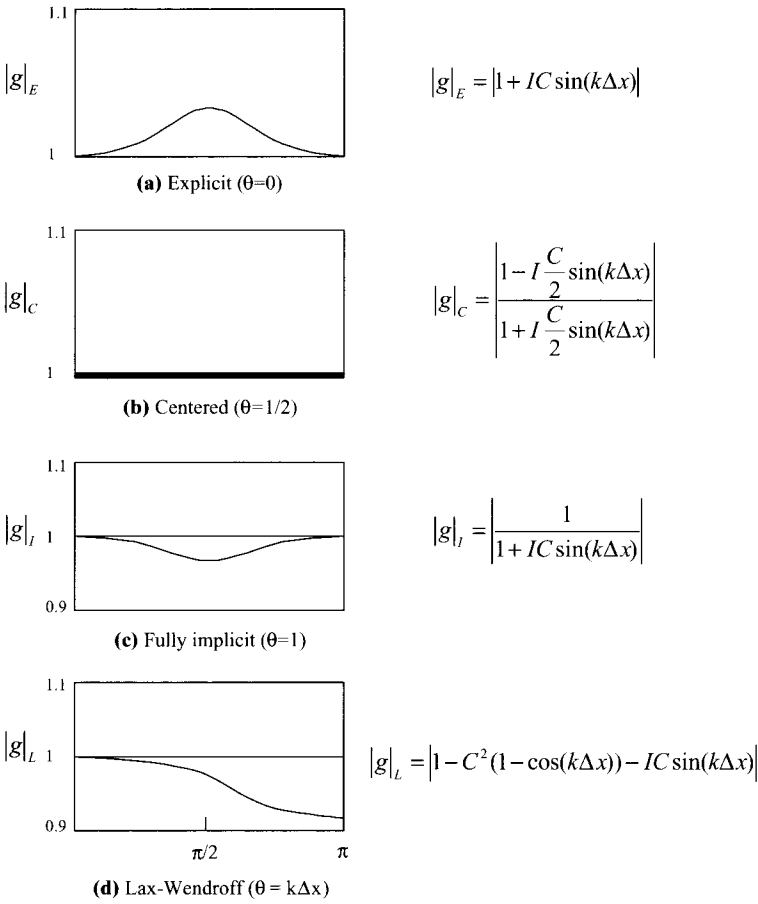 1.1
|g|_E
1
(a) Explicit (θ=0)
|g|_E = |1 + IC sin(kΔx)|
1.1
|g|_C
1
(b) Centered (θ=1/2)
|g|_C = |(1 − I C/2 sin(kΔx)) / (1 + I C/2 sin(kΔx))|
1.1
|g|_I
1
0.9
(c) Fully implicit (θ=1)
|g|_I = |1 / (1 + IC sin(kΔx))|
1.1
|g|_L
1
0.9
π/2
π
(d) Lax-Wendroff (θ = kΔx)
|g|_L = |1 − C²(1 − cos(kΔx)) − IC sin(kΔx)|